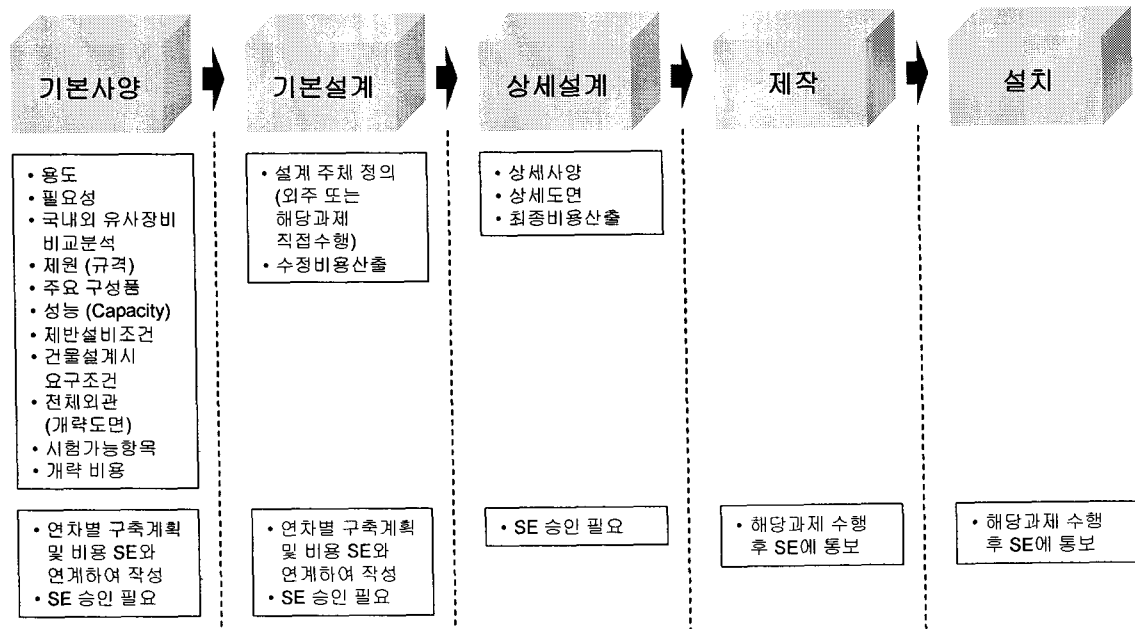 기본사양
기본설계
상세설계
제작
설치
• 용도
• 필요성
• 국내외 유사장비
비교분석
• 제원 (규격)
• 주요 구성품
• 성능 (Capacity)
• 제반설비조건
• 건물설계시
요구조건
• 전체외관
(개략도면)
• 시험가능항목
• 개략 비용
• 설계 주체 정의
(외주 또는
해당과제
직접수행)
• 수정비용산출
• 상세사양
• 상세도면
• 최종비용산출
• 연차별 구축계획
및 비용 SE와
연계하여 작성
• SE 승인 필요
• 연차별 구축계획
및 비용 SE와
연계하여 작성
• SE 승인 필요
• SE 승인 필요
• 해당과제 수행
후 SE에 통보
• 해당과제 수행
후 SE에 통보